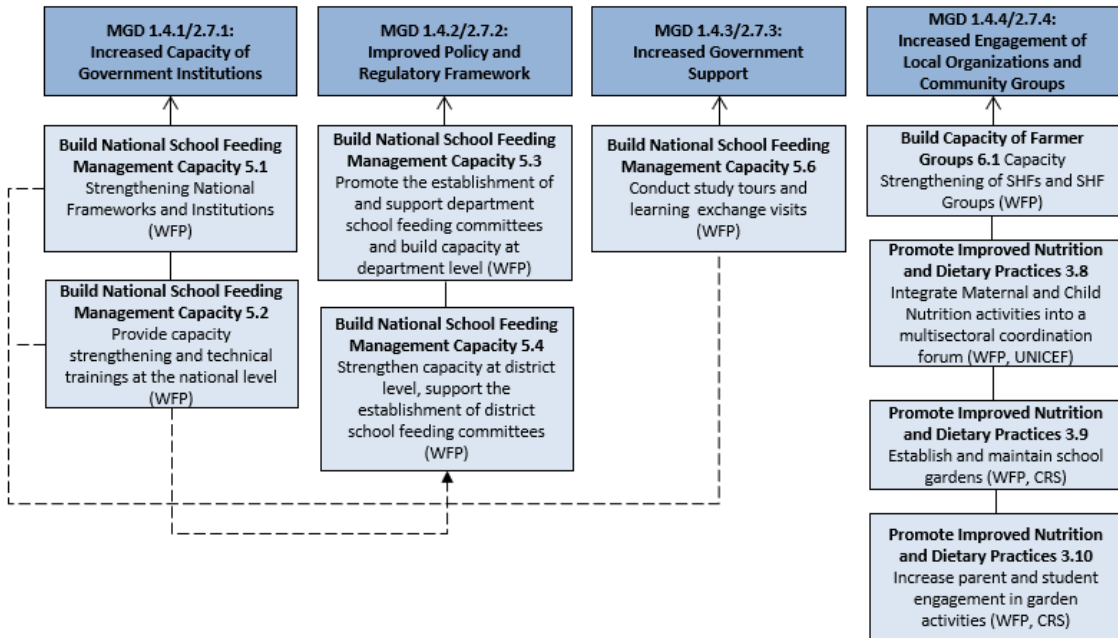 MGD 1.4.1/2.7.1:
Increased Capacity of
Government Institutions
MGD 1.4.2/2.7.2:
Improved Policy and
Regulatory Framework
MGD 1.4.3/2.7.3:
Increased Government
Support
MGD 1.4.4/2.7.4:
Increased Engagement of
Local Organizations and
Community Groups
Build National School Feeding
Management Capacity 5.1
Strengthening National
Frameworks and Institutions
(WFP)
Build National School Feeding
Management Capacity 5.2
Provide capacity
strengthening and technical
trainings at the national level
(WFP)
Build National School Feeding
Management Capacity 5.3
Promote the establishment of
and support department
school feeding committees
and build capacity at
department level (WFP)
Build National School Feeding
Management Capacity 5.4
Strengthen capacity at district
level, support the
establishment of district
school feeding committees
(WFP)
Build National School Feeding
Management Capacity 5.6
Conduct study tours and
learning exchange visits
(WFP)
Build Capacity of Farmer
Groups 6.1 Capacity
Strengthening of SHFs and SHF
Groups (WFP)
Promote Improved Nutrition
and Dietary Practices 3.8
Integrate Maternal and Child
Nutrition activities into a
multisectoral coordination
forum (WFP, UNICEF)
Promote Improved Nutrition
and Dietary Practices 3.9
Establish and maintain school
gardens (WFP, CRS)
Promote Improved Nutrition
and Dietary Practices 3.10
Increase parent and student
engagement in garden
activities (WFP, CRS)